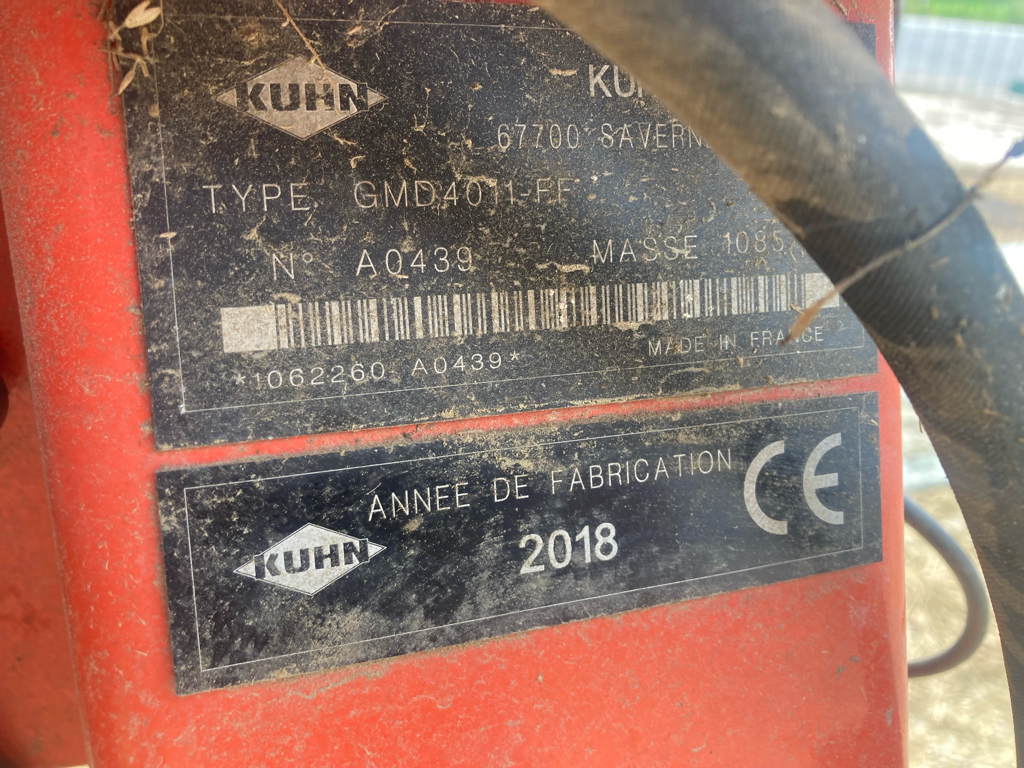 KUHN
67700 SAVERN
TYPE GMD4011-FF
N° A0439 MASSE 1085
*1062260 A0439*
MADE IN FRANCE
ANNEE DE FABRICATION
CE
KUHN
2018